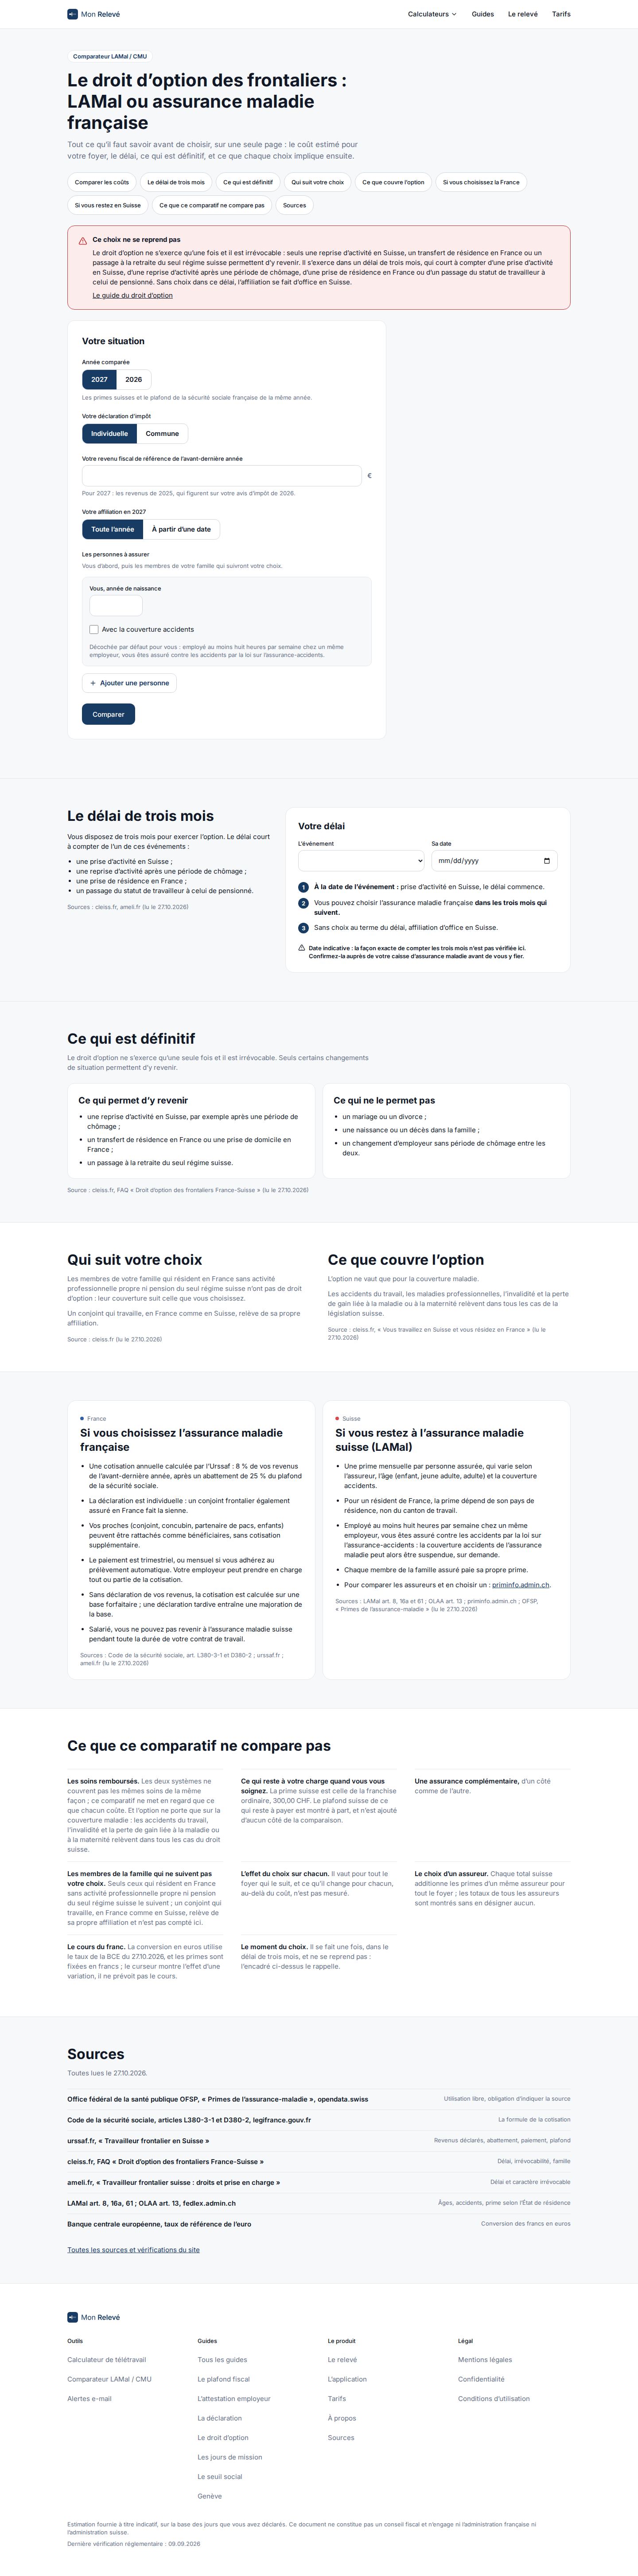 Mon Relevé
Calculateurs
Guides
Le relevé
Tarifs
Comparateur LAMal / CMU
Le droit d’option des frontaliers :
LAMal ou assurance maladie
française
Tout ce qu’il faut savoir avant de choisir, sur une seule page : le coût estimé pour
votre foyer, le délai, ce qui est définitif, et ce que chaque choix implique ensuite.
Comparer les coûts
Le délai de trois mois
Ce qui est définitif
Qui suit votre choix
Ce que couvre l’option
Si vous choisissez la France
Si vous restez en Suisse
Ce que ce comparatif ne compare pas
Sources
Ce choix ne se reprend pas
Le droit d’option ne s’exerce qu’une fois et il est irrévocable : seuls une reprise d’activité en Suisse, un transfert de résidence en France ou un
passage à la retraite du seul régime suisse permettent d’y revenir. Il s’exerce dans un délai de trois mois, qui court à compter d’une prise d’activité
en Suisse, d’une reprise d’activité après une période de chômage, d’une prise de résidence en France ou d’un passage du statut de travailleur à
celui de pensionné. Sans choix dans ce délai, l’affiliation se fait d’office en Suisse.
Le guide du droit d’option
Votre situation
Année comparée
2027
2026
Les primes suisses et le plafond de la sécurité sociale française de la même année.
Votre déclaration d’impôt
Individuelle
Commune
Votre revenu fiscal de référence de l’avant-dernière année
€
Pour 2027 : les revenus de 2025, qui figurent sur votre avis d’impôt de 2026.
Votre affiliation en 2027
Toute l’année
À partir d’une date
Les personnes à assurer
Vous d’abord, puis les membres de votre famille qui suivront votre choix.
Vous, année de naissance
Avec la couverture accidents
Décochée par défaut pour vous : employé au moins huit heures par semaine chez un même
employeur, vous êtes assuré contre les accidents par la loi sur l’assurance-accidents.
Ajouter une personne
Comparer
Le délai de trois mois
Vous disposez de trois mois pour exercer l’option. Le délai court
à compter de l’un de ces événements :
• une prise d’activité en Suisse ;
• une reprise d’activité après une période de chômage ;
• une prise de résidence en France ;
• un passage du statut de travailleur à celui de pensionné.
Sources : cleiss.fr, ameli.fr (lu le 27.10.2026)
Votre délai
L’événement
Sa date
mm/dd/yyyy
1 À la date de l’événement : prise d’activité en Suisse, le délai commence.
2 Vous pouvez choisir l’assurance maladie française dans les trois mois qui
suivent.
3 Sans choix au terme du délai, affiliation d’office en Suisse.
Date indicative : la façon exacte de compter les trois mois n’est pas vérifiée ici.
Confirmez-la auprès de votre caisse d’assurance maladie avant de vous y fier.
Ce qui est définitif
Le droit d’option ne s’exerce qu’une seule fois et il est irrévocable. Seuls certains changements
de situation permettent d’y revenir.
Ce qui permet d’y revenir
• une reprise d’activité en Suisse, par exemple après une période de
chômage ;
• un transfert de résidence en France ou une prise de domicile en
France ;
• un passage à la retraite du seul régime suisse.
Ce qui ne le permet pas
• un mariage ou un divorce ;
• une naissance ou un décès dans la famille ;
• un changement d’employeur sans période de chômage entre les
deux.
Source : cleiss.fr, FAQ « Droit d’option des frontaliers France-Suisse » (lu le 27.10.2026)
Qui suit votre choix
Les membres de votre famille qui résident en France sans activité
professionnelle propre ni pension du seul régime suisse n’ont pas de droit
d’option : leur couverture suit celle que vous choisissez.
Un conjoint qui travaille, en France comme en Suisse, relève de sa propre
affiliation.
Source : cleiss.fr (lu le 27.10.2026)
Ce que couvre l’option
L’option ne vaut que pour la couverture maladie.
Les accidents du travail, les maladies professionnelles, l’invalidité et la perte
de gain liée à la maladie ou à la maternité relèvent dans tous les cas de la
législation suisse.
Source : cleiss.fr, « Vous travaillez en Suisse et vous résidez en France » (lu le
27.10.2026)
France
Si vous choisissez l’assurance maladie
française
• Une cotisation annuelle calculée par l’Urssaf : 8 % de vos revenus
de l’avant-dernière année, après un abattement de 25 % du plafond
de la sécurité sociale.
• La déclaration est individuelle : un conjoint frontalier également
assuré en France fait la sienne.
• Vos proches (conjoint, concubin, partenaire de pacs, enfants)
peuvent être rattachés comme bénéficiaires, sans cotisation
supplémentaire.
• Le paiement est trimestriel, ou mensuel si vous adhérez au
prélèvement automatique. Votre employeur peut prendre en charge
tout ou partie de la cotisation.
• Sans déclaration de vos revenus, la cotisation est calculée sur une
base forfaitaire ; une déclaration tardive entraîne une majoration de
la base.
• Salarié, vous ne pouvez pas revenir à l’assurance maladie suisse
pendant toute la durée de votre contrat de travail.
Sources : Code de la sécurité sociale, art. L380-3-1 et D380-2 ; urssaf.fr ;
ameli.fr (lu le 27.10.2026)
Suisse
Si vous restez à l’assurance maladie
suisse (LAMal)
• Une prime mensuelle par personne assurée, qui varie selon
l’assureur, l’âge (enfant, jeune adulte, adulte) et la couverture
accidents.
• Pour un résident de France, la prime dépend de son pays de
résidence, non du canton de travail.
• Employé au moins huit heures par semaine chez un même
employeur, vous êtes assuré contre les accidents par la loi sur
l’assurance-accidents : la couverture accidents de l’assurance
maladie peut alors être suspendue, sur demande.
• Chaque membre de la famille assuré paie sa propre prime.
• Pour comparer les assureurs et en choisir un : priminfo.admin.ch.
Sources : LAMal art. 8, 16a et 61 ; OLAA art. 13 ; priminfo.admin.ch ; OFSP,
« Primes de l’assurance-maladie » (lu le 27.10.2026)
Ce que ce comparatif ne compare pas
Les soins remboursés. Les deux systèmes ne
couvrent pas les mêmes soins de la même
façon ; ce comparatif ne met en regard que ce
que chacun coûte. Et l’option ne porte que sur la
couverture maladie : les accidents du travail,
l’invalidité et la perte de gain liée à la maladie ou
à la maternité relèvent dans tous les cas du droit
suisse.
Ce qui reste à votre charge quand vous vous
soignez. La prime suisse est celle de la franchise
ordinaire, 300,00 CHF. Le plafond suisse de ce
qui reste à payer est montré à part, et n’est ajouté
d’aucun côté de la comparaison.
Une assurance complémentaire, d’un côté
comme de l’autre.
Les membres de la famille qui ne suivent pas
votre choix. Seuls ceux qui résident en France
sans activité professionnelle propre ni pension
du seul régime suisse le suivent ; un conjoint qui
travaille, en France comme en Suisse, relève de
sa propre affiliation et n’est pas compté ici.
L’effet du choix sur chacun. Il vaut pour tout le
foyer qui le suit, et ce qu’il change pour chacun,
au-delà du coût, n’est pas mesuré.
Le choix d’un assureur. Chaque total suisse
additionne les primes d’un même assureur pour
tout le foyer ; les totaux de tous les assureurs
sont montrés sans en désigner aucun.
Le cours du franc. La conversion en euros utilise
le taux de la BCE du 27.10.2026, et les primes sont
fixées en francs ; le curseur montre l’effet d’une
variation, il ne prévoit pas le cours.
Le moment du choix. Il se fait une fois, dans le
délai de trois mois, et ne se reprend pas :
l’encadré ci-dessus le rappelle.
Sources
Toutes lues le 27.10.2026.
Office fédéral de la santé publique OFSP, « Primes de l’assurance-maladie », opendata.swiss
Utilisation libre, obligation d’indiquer la source
Code de la sécurité sociale, articles L380-3-1 et D380-2, legifrance.gouv.fr
La formule de la cotisation
urssaf.fr, « Travailleur frontalier en Suisse »
Revenus déclarés, abattement, paiement, plafond
cleiss.fr, FAQ « Droit d’option des frontaliers France-Suisse »
Délai, irrévocabilité, famille
ameli.fr, « Travailleur frontalier suisse : droits et prise en charge »
Délai et caractère irrévocable
LAMal art. 8, 16a, 61 ; OLAA art. 13, fedlex.admin.ch
Âges, accidents, prime selon l’État de résidence
Banque centrale européenne, taux de référence de l’euro
Conversion des francs en euros
Toutes les sources et vérifications du site
Mon Relevé
Outils
Calculateur de télétravail
Comparateur LAMal / CMU
Alertes e-mail
Guides
Tous les guides
Le plafond fiscal
L’attestation employeur
La déclaration
Le droit d’option
Les jours de mission
Le seuil social
Genève
Le produit
Le relevé
L’application
Tarifs
À propos
Sources
Légal
Mentions légales
Confidentialité
Conditions d’utilisation
Estimation fournie à titre indicatif, sur la base des jours que vous avez déclarés. Ce document ne constitue pas un conseil fiscal et n’engage ni l’administration française ni
l’administration suisse.
Dernière vérification réglementaire : 09.09.2026